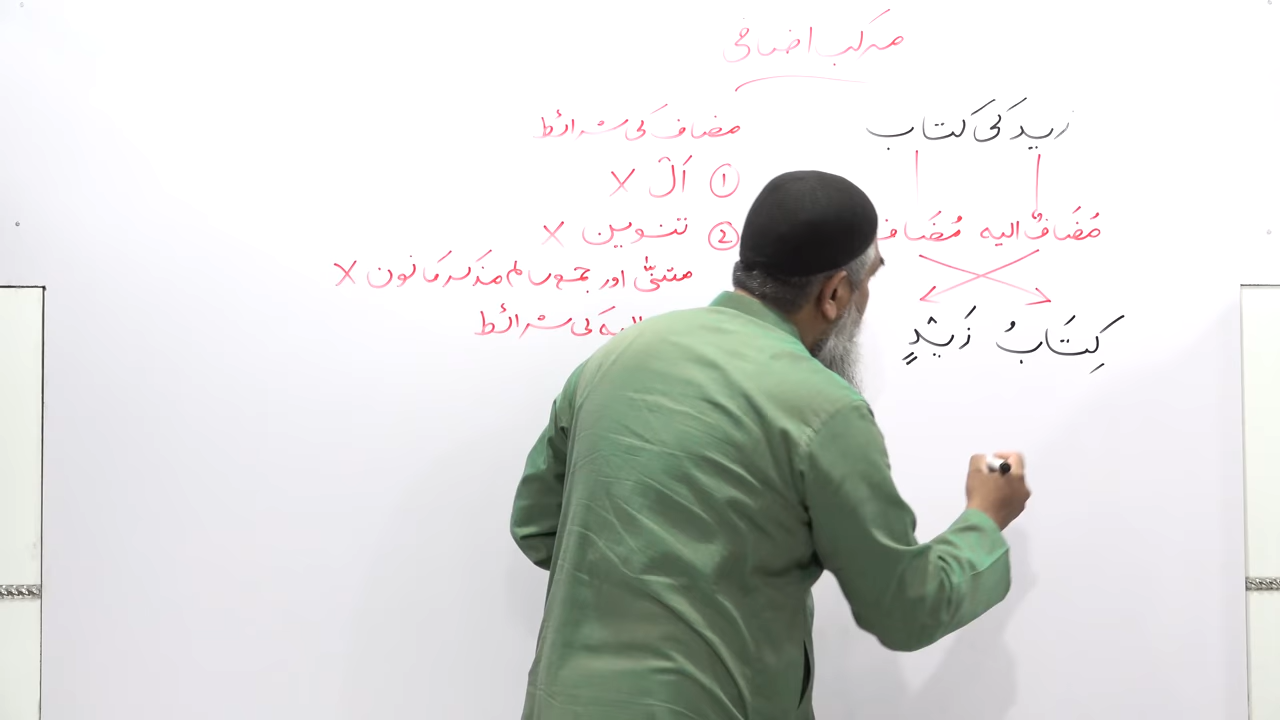 مرکب اضافی
زید کی کتاب
مُضَافٌ الیه مُضَاف
كِتَابُ زَيْدٍ
مضاف کی شرائط
① اَلْ X
② تنوین X
مثنّٰی اور جمع سالم مذکر کا نون X
الیہ کی شرائط